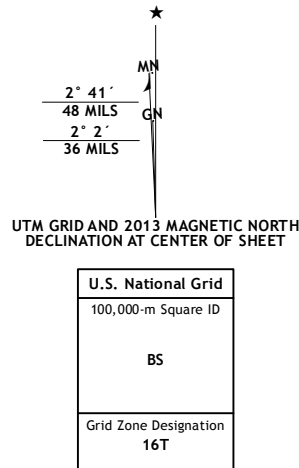 ★
MN
2° 41´
48 MILS
GN
2° 2´
36 MILS
UTM GRID AND 2013 MAGNETIC NORTH
DECLINATION AT CENTER OF SHEET
U.S. National Grid
100,000-m Square ID
BS
Grid Zone Designation
16T